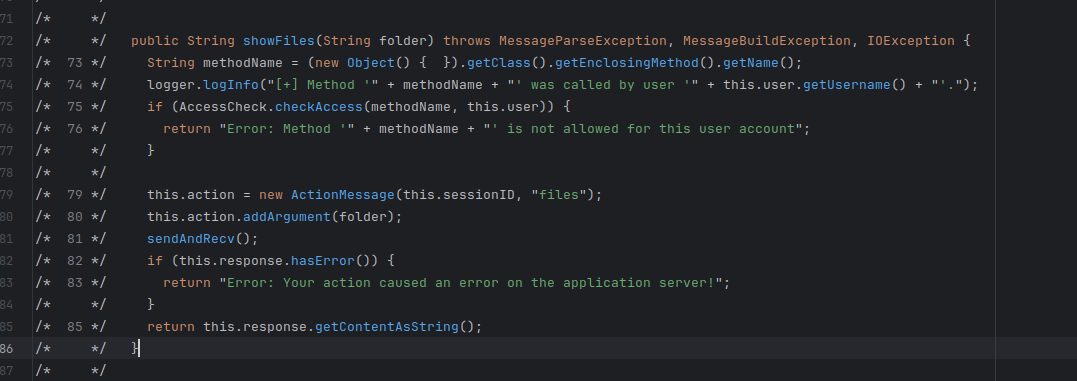 71 /*     */
72 /*     */   public String showFiles(String folder) throws MessageParseException, MessageBuildException, IOException {
73 /*  73 */     String methodName = (new Object() {  }).getClass().getEnclosingMethod().getName();
74 /*  74 */     logger.logInfo("[+] Method '" + methodName + "' was called by user '" + this.user.getUsername() + "'.");
75 /*  75 */     if (AccessCheck.checkAccess(methodName, this.user)) {
76 /*  76 */       return "Error: Method '" + methodName + "' is not allowed for this user account";
77 /*     */     }
78 /*     */
79 /*  79 */     this.action = new ActionMessage(this.sessionID, "files");
80 /*  80 */     this.action.addArgument(folder);
81 /*  81 */     sendAndRecv();
82 /*  82 */     if (this.response.hasError()) {
83 /*  83 */       return "Error: Your action caused an error on the application server!";
84 /*     */     }
85 /*  85 */     return this.response.getContentAsString();
86 /*     */   }
87 /*     */